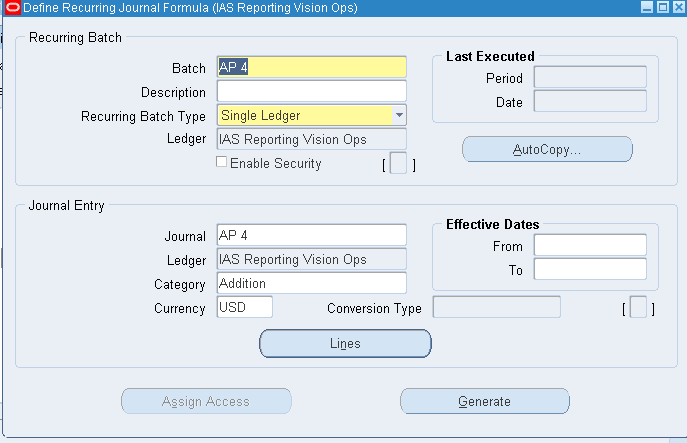 Define Recurring Journal Formula (IAS Reporting Vision Ops)
Recurring Batch
Batch AP 4
Description
Recurring Batch Type Single Ledger
Ledger IAS Reporting Vision Ops
Enable Security [ ]
Last Executed
Period
Date
AutoCopy...
Journal Entry
Journal AP 4
Ledger IAS Reporting Vision Ops
Category Addition
Currency USD
Conversion Type [ ]
Effective Dates
From
To
Lines
Assign Access
Generate